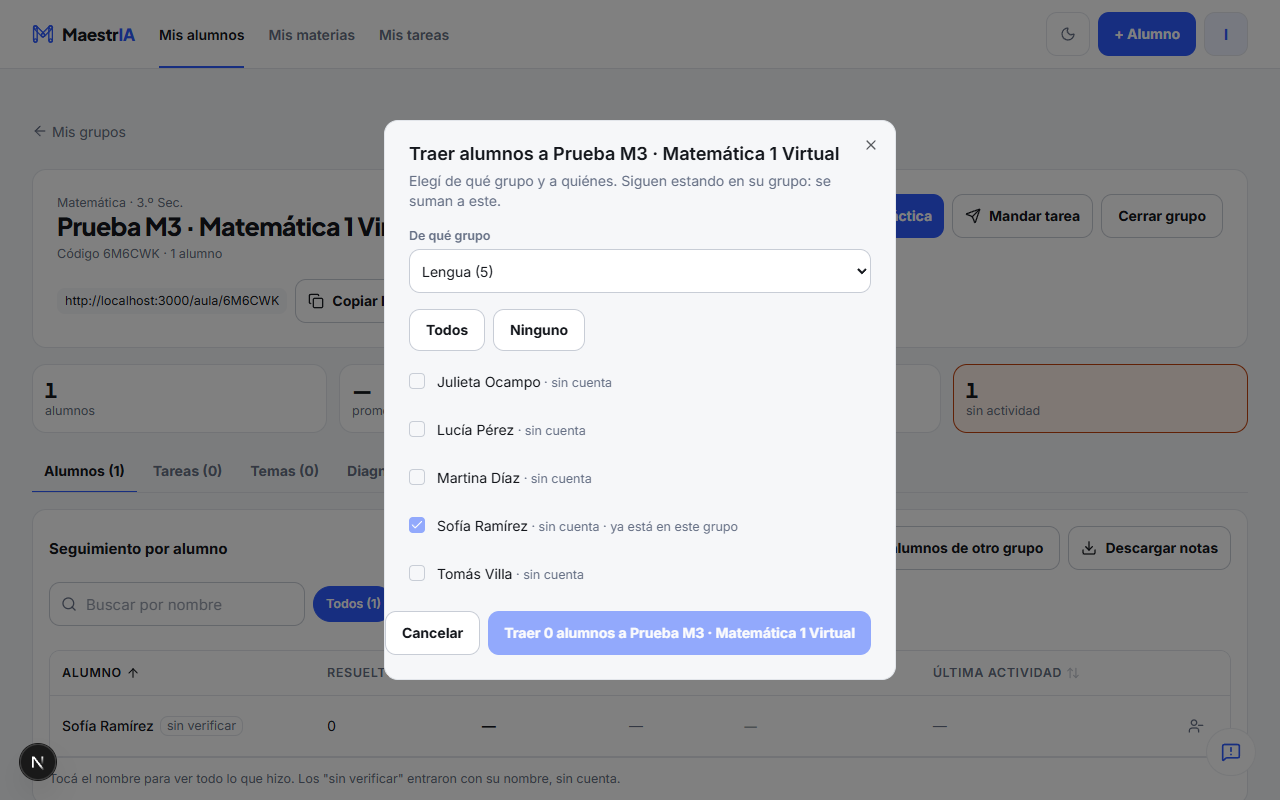 MaestrIA
Mis alumnos
Mis materias
Mis tareas
+ Alumno
I
Mis grupos
Matemática · 3.º Sec.
Prueba M3 · Matemática 1 Vir
Código 6M6CWK · 1 alumno
http://localhost:3000/aula/6M6CWK
Copiar
Mandar tarea
Cerrar grupo
1
alumnos
—
1
sin actividad
Alumnos (1)
Tareas (0)
Temas (0)
Seguimiento por alumno
alumnos de otro grupo
Descargar notas
Buscar por nombre
Todos (1)
ALUMNO
RESUELT
ÚLTIMA ACTIVIDAD
Sofía Ramírez
sin verificar
0
—
—
—
—
N
Tocá el nombre para ver todo lo que hizo. Los "sin verificar" entraron con su nombre, sin cuenta.
Traer alumnos a Prueba M3 · Matemática 1 Virtual
Elegí de qué grupo y a quiénes. Siguen estando en su grupo: se
suman a este.
De qué grupo
Lengua (5)
Todos
Ninguno
Julieta Ocampo · sin cuenta
Lucía Pérez · sin cuenta
Martina Díaz · sin cuenta
Sofía Ramírez · sin cuenta · ya está en este grupo
Tomás Villa · sin cuenta
Cancelar
Traer 0 alumnos a Prueba M3 · Matemática 1 Virtual